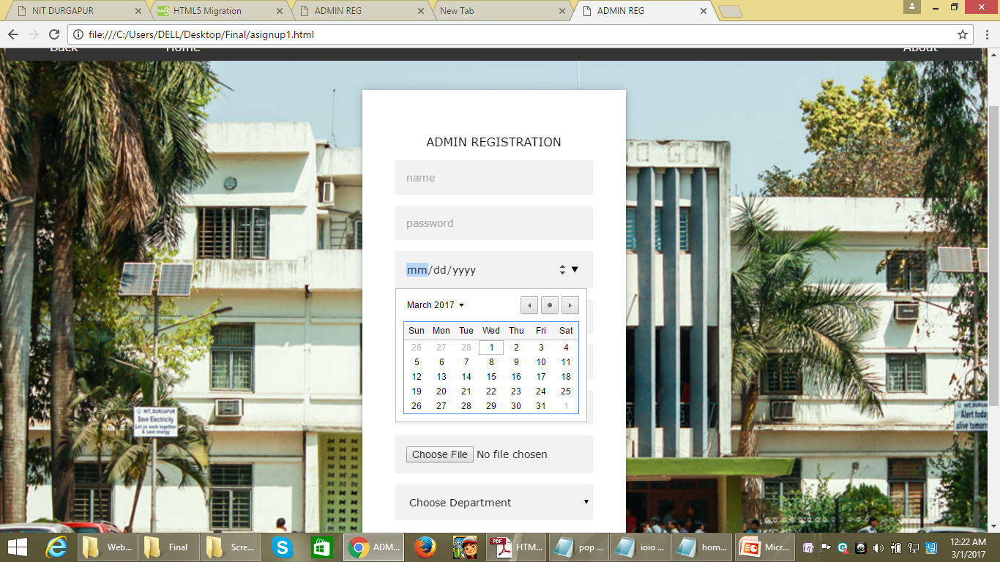 NIT DURGAPUR
HTML5 Migration
ADMIN REG
New Tab
ADMIN REG
file:///C:/Users/DELL/Desktop/Final/asignup1.html
Back Home About
ADMIN REGISTRATION
name
password
mm/dd/yyyy
March 2017
Sun Mon Tue Wed Thu Fri Sat
26 27 28 1 2 3 4
5 6 7 8 9 10 11
12 13 14 15 16 17 18
19 20 21 22 23 24 25
26 27 28 29 30 31 1
Choose File No file chosen
Choose Department
NIT, DURGAPUR
Save Electricity
Let us work together
& save energy
NIT, DURGAPUR
Alert today
alive tomorro
Web...
Final
Scre...
ADM...
HTM...
pop ...
ioio ...
hom...
Micr...
12:22 AM
3/1/2017